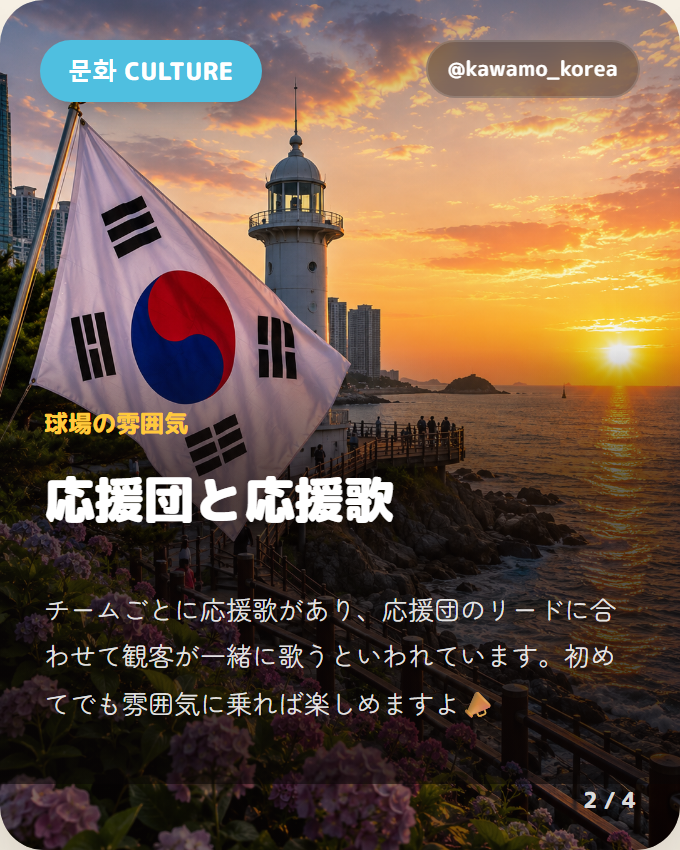 문화 CULTURE
@kawamo_korea
球場の雰囲気
応援団と応援歌
チームごとに応援歌があり、応援団のリードに合
わせて観客が一緒に歌うといわれています。初め
てでも雰囲気に乗れば楽しめますよ📣
2 / 4